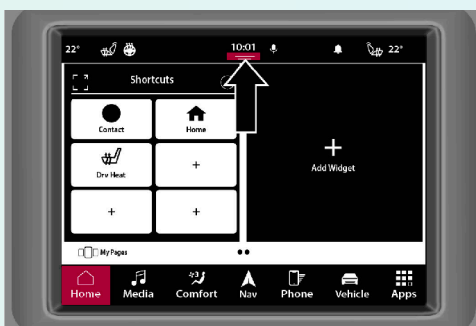 22° 10:01 22°
Shortcuts
Contact Home
Drv Heat +
+ +
+
Add Widget
My Pages
Home Media Comfort Nav Phone Vehicle Apps